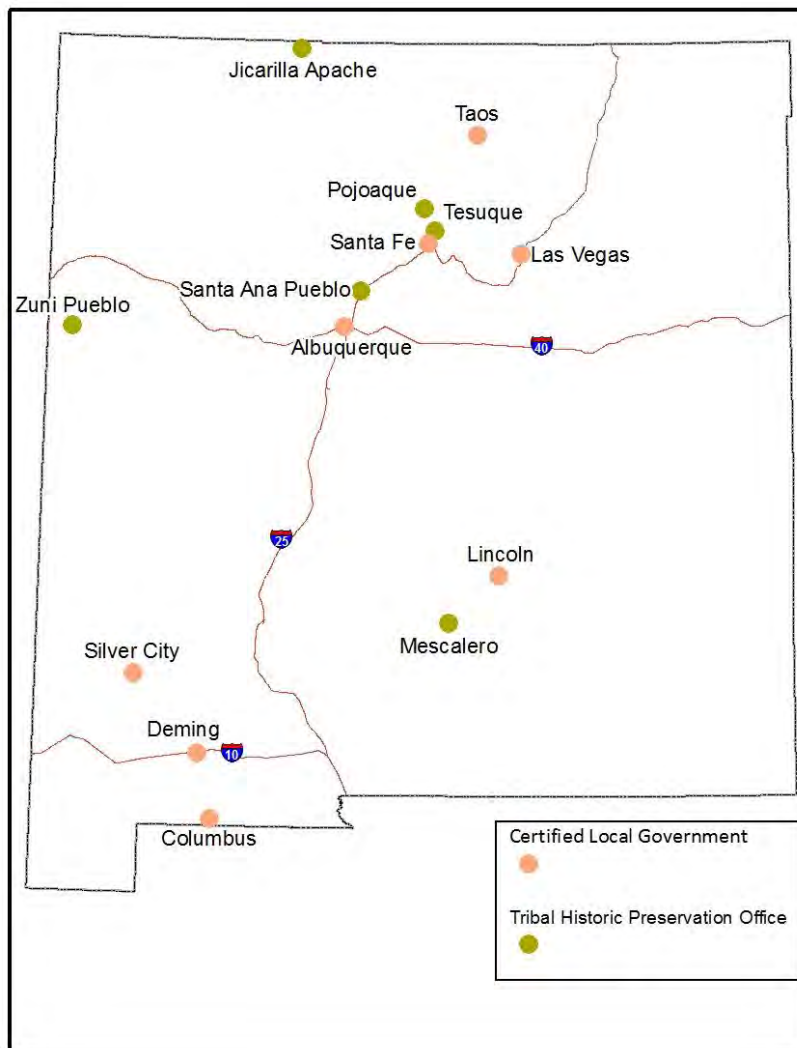 Jicarilla Apache
Taos
Pojoaque
Tesuque
Santa Fe
Las Vegas
Santa Ana Pueblo
Zuni Pueblo
Albuquerque
40
25
Lincoln
Mescalero
Silver City
Deming
10
Columbus
Certified Local Government
Tribal Historic Preservation Office